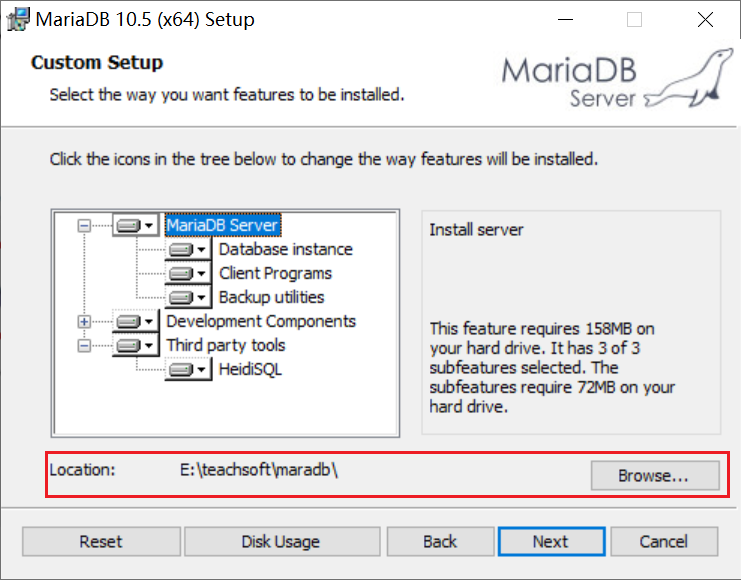 MariaDB 10.5 (x64) Setup
Custom Setup
Select the way you want features to be installed.
MariaDB
Server
Click the icons in the tree below to change the way features will be installed.
MariaDB Server
Database instance
Client Programs
Backup utilities
Development Components
Third party tools
HeidiSQL
Install server
This feature requires 158MB on
your hard drive. It has 3 of 3
subfeatures selected. The
subfeatures require 72MB on your
hard drive.
Location:
E:\teachsoft\maradb\
Browse...
Reset
Disk Usage
Back
Next
Cancel